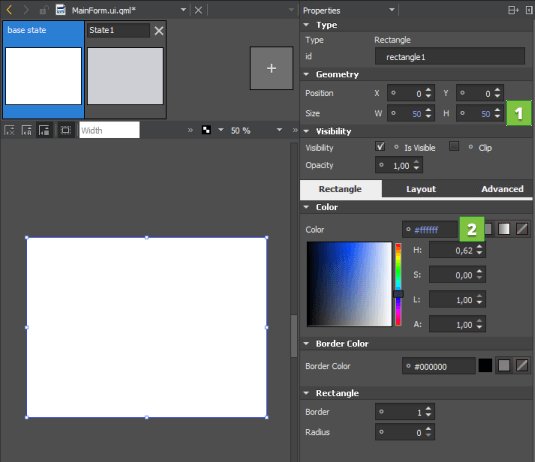 MainForm.ui.qml*
Properties
base state
State1
+
Width
50 %
Type
Type Rectangle
id rectangle1
Geometry
Position X 0 Y 0
Size W 50 H 50 1
Visibility
Visibility Is Visible Clip
Opacity 1,00
Rectangle Layout Advanced
Color
Color #ffffff 2
H: 0,62
S: 0,00
L: 1,00
A: 1,00
Border Color
Border Color #000000
Rectangle
Border 1
Radius 0